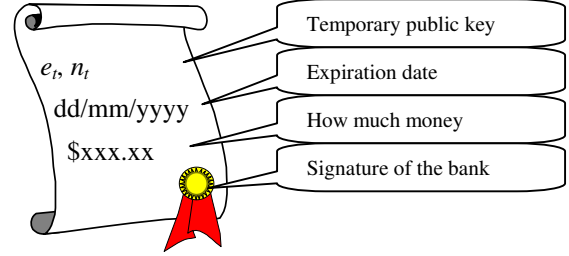 Temporary public key
e_t, n_t
Expiration date
dd/mm/yyyy
How much money
$xxx.xx
Signature of the bank